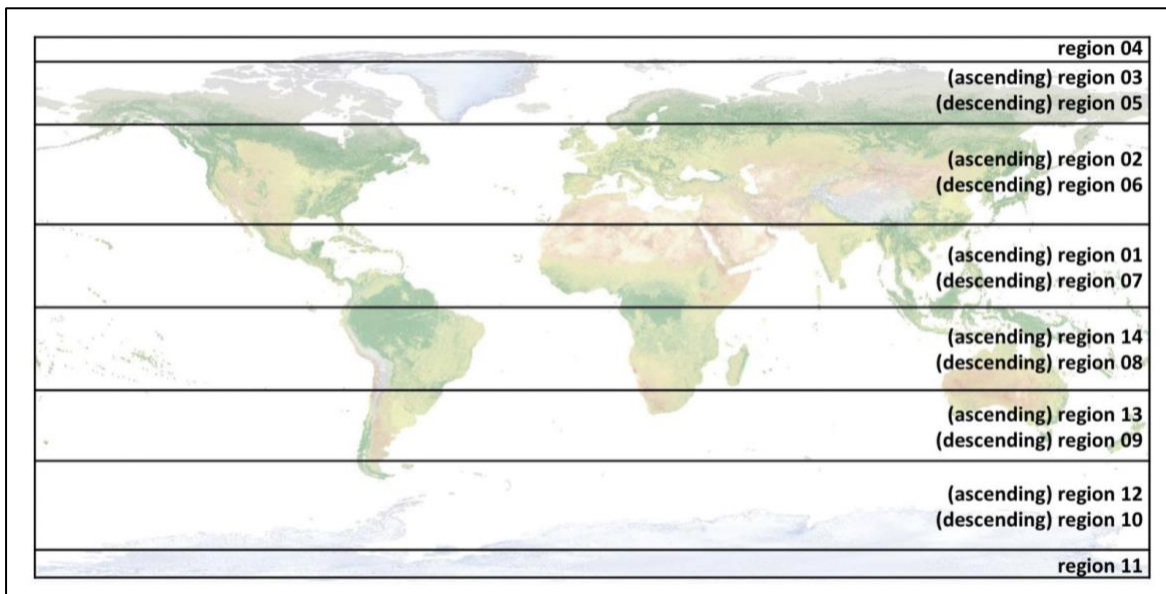 region 04
(ascending) region 03
(descending) region 05
(ascending) region 02
(descending) region 06
(ascending) region 01
(descending) region 07
(ascending) region 14
(descending) region 08
(ascending) region 13
(descending) region 09
(ascending) region 12
(descending) region 10
region 11